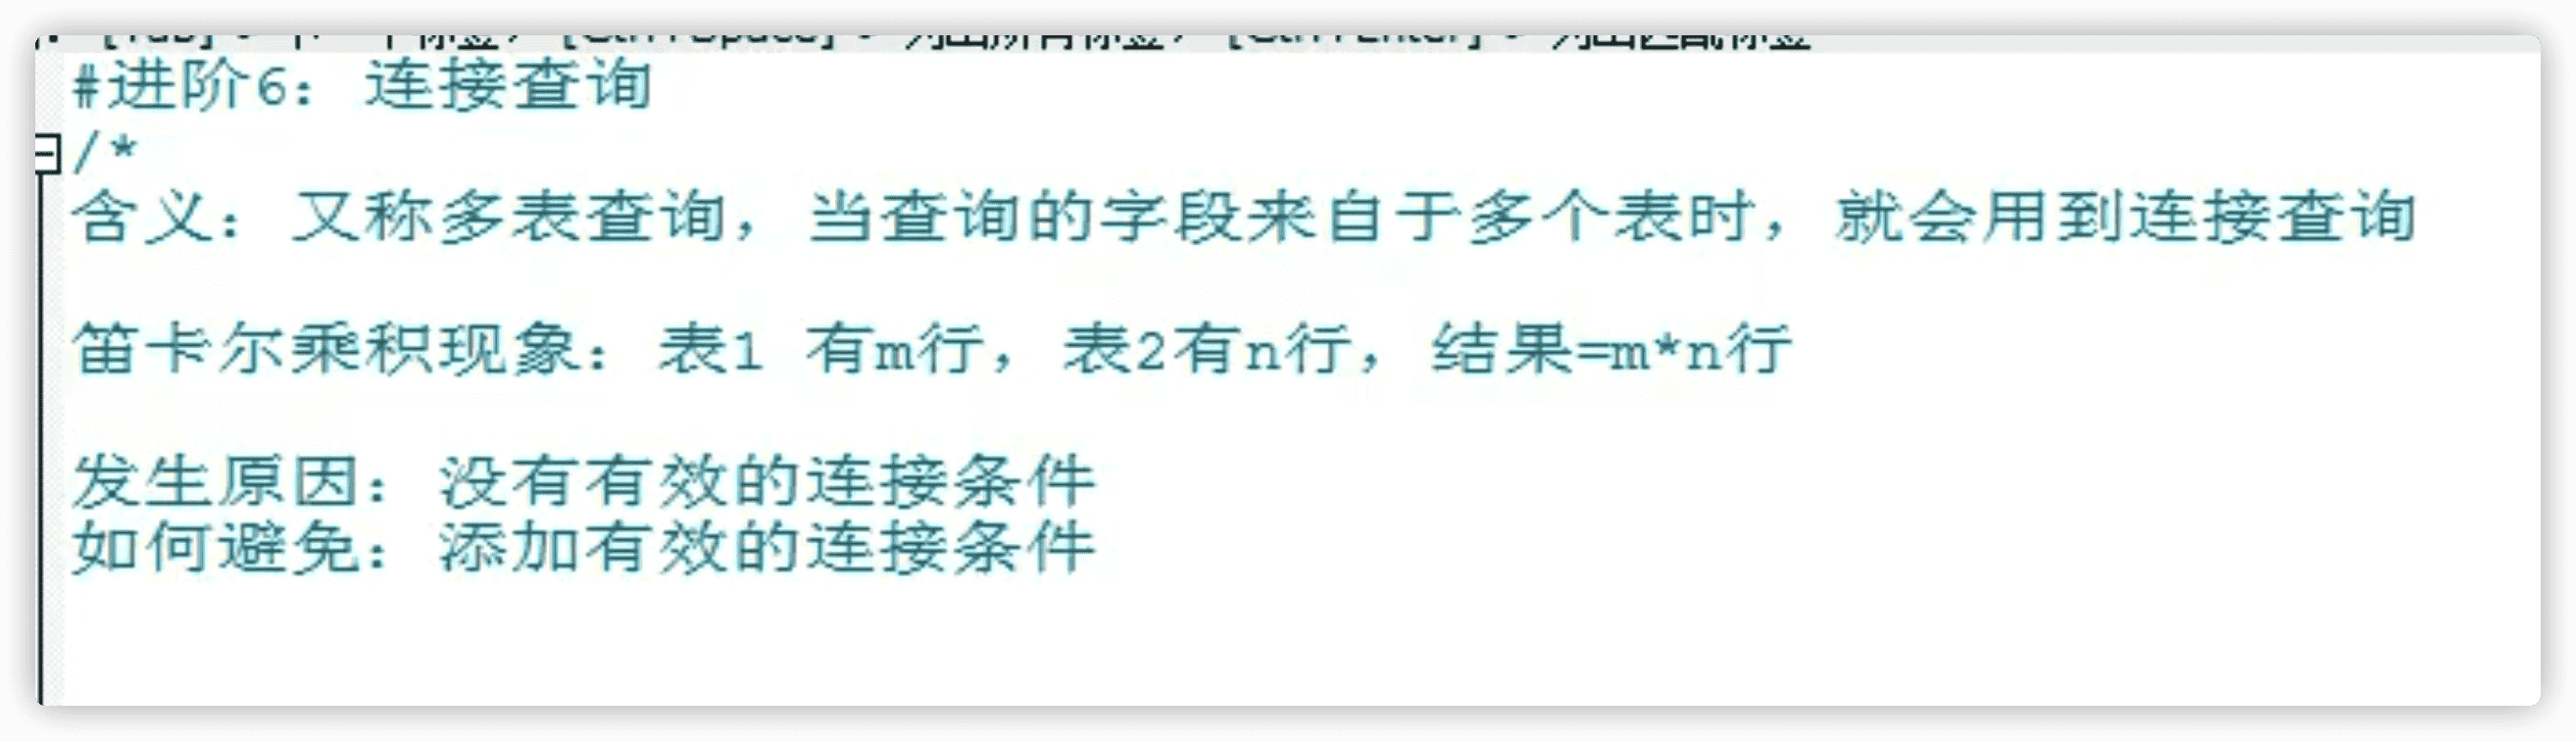 #进阶6：连接查询
/*
含义：又称多表查询，当查询的字段来自于多个表时，就会用到连接查询
笛卡尔乘积现象：表1 有m行，表2有n行，结果=m*n行
发生原因：没有有效的连接条件
如何避免：添加有效的连接条件